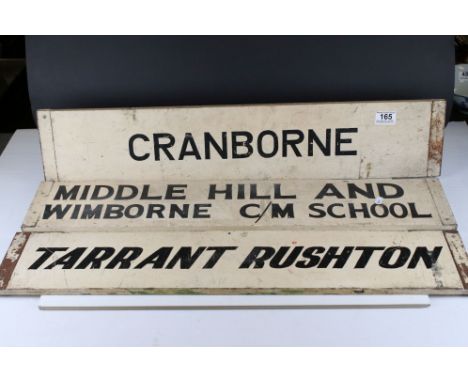 165
CRANBORNE
MIDDLE HILL AND
WIMBORNE C/M SCHOOL
TARRANT RUSHTON